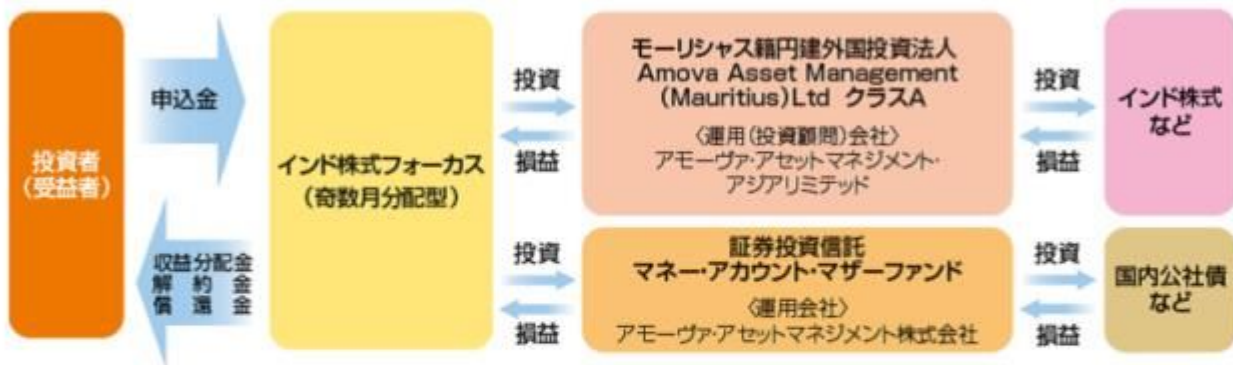 投資者
(受益者)
申込金
収益分配金
解約金
償還金
インド株式フォーカス
(奇数月分配型)
投資
損益
モーリシャス籍円建外国投資法人
Amova Asset Management
(Mauritius)Ltd クラスA
〈運用(投資顧問)会社〉
アモーヴァ・アセットマネジメント・
アジアリミテッド
投資
損益
インド株式
など
投資
損益
証券投資信託
マネー・アカウント・マザーファンド
〈運用会社〉
アモーヴァ・アセットマネジメント株式会社
投資
損益
国内公社債
など